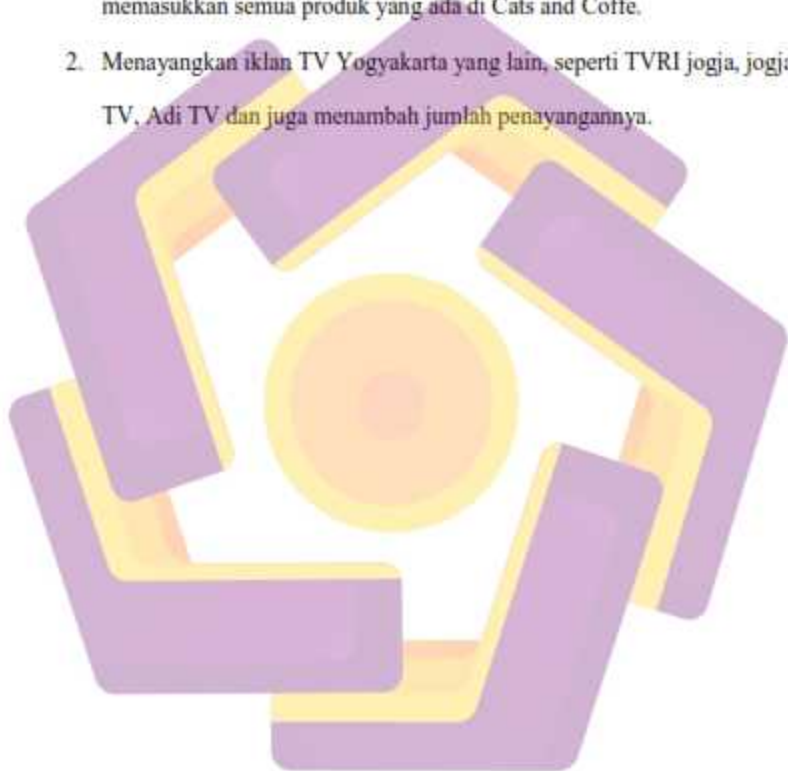 memasukkan semua produk yang ada di Cats and Coffe.
2. Menayangkan iklan TV Yogyakarta yang lain, seperti TVRI jogja, jogja
TV, Adi TV dan juga menambah jumlah penayangannya.